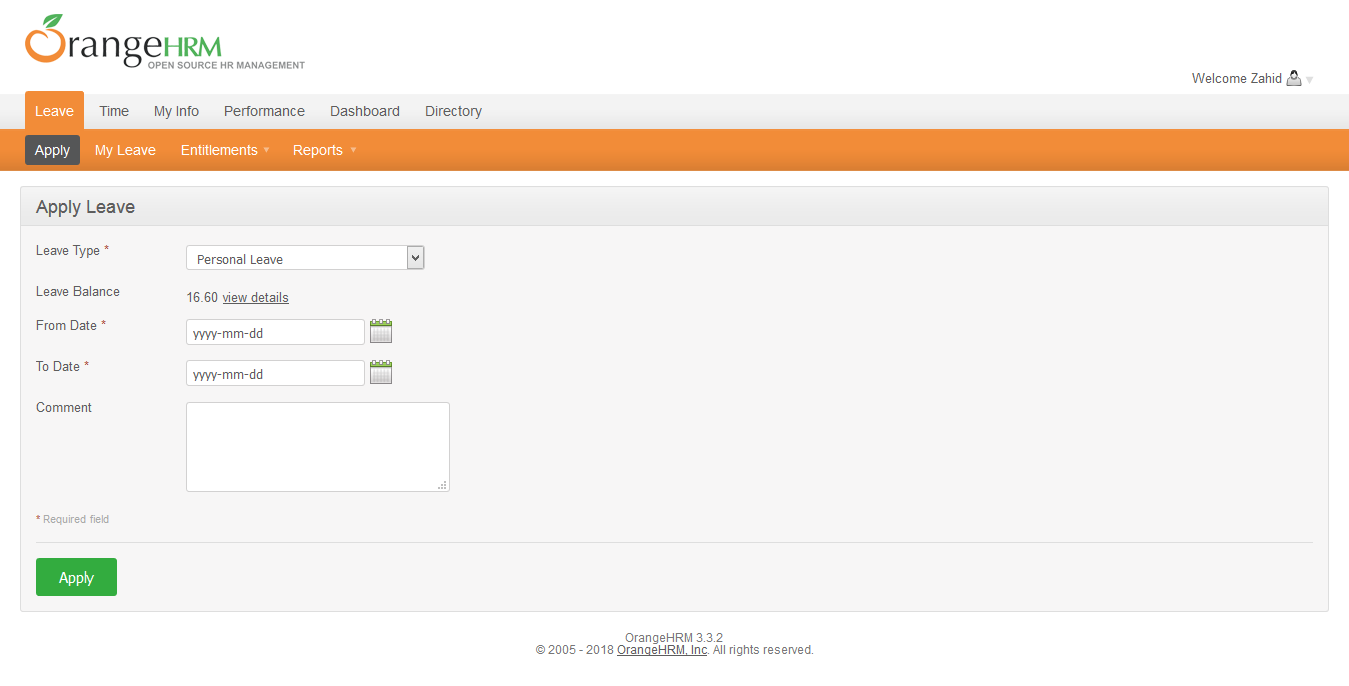 OrangeHRM
OPEN SOURCE HR MANAGEMENT
Welcome Zahid
Leave Time My Info Performance Dashboard Directory
Apply My Leave Entitlements Reports
Apply Leave
Leave Type * Personal Leave
Leave Balance 16.60 view details
From Date * yyyy-mm-dd
To Date * yyyy-mm-dd
Comment
* Required field
Apply
OrangeHRM 3.3.2
© 2005 - 2018 OrangeHRM, Inc. All rights reserved.